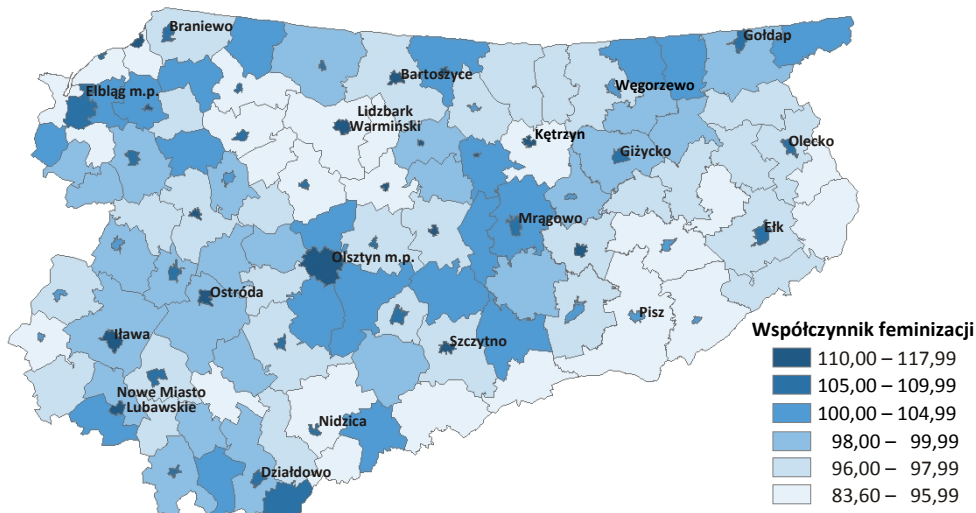 Braniewo
Gołdap
Bartoszyce
Węgorzewo
Elbląg m.p.
Lidzbark
Warmiński
Kętrzyn
Giżycko
Olecko
Mrągowo
Ełk
Olsztyn m.p.
Ostróda
Pisz
Iława
Szczytno
Nowe Miasto
Lubawskie
Nidzica
Działdowo
Współczynnik feminizacji
110,00 – 117,99
105,00 – 109,99
100,00 – 104,99
98,00 – 99,99
96,00 – 97,99
83,60 – 95,99